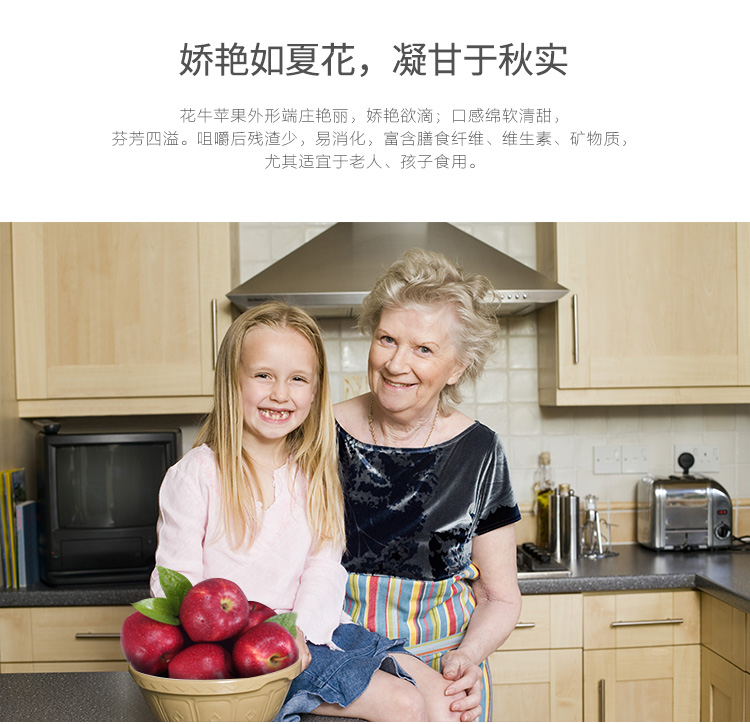 娇艳如夏花，凝甘于秋实
花牛苹果外形端庄艳丽，娇艳欲滴；口感绵软清甜，
芬芳四溢。咀嚼后残渣少，易消化，富含膳食纤维、维生素、矿物质，
尤其适宜于老人、孩子食用。